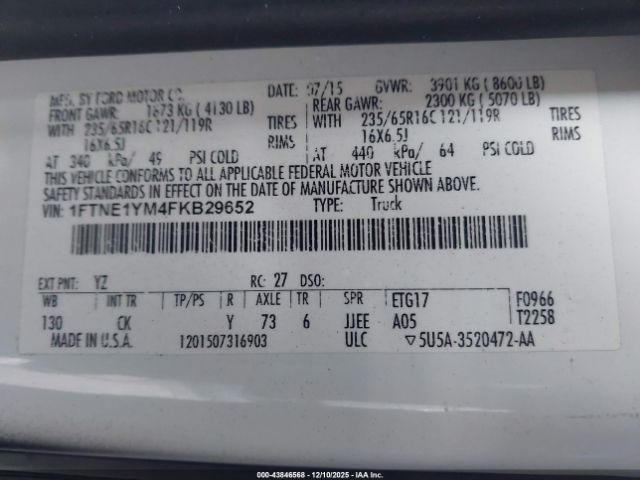 MFG. BY FORD MOTOR CO. DATE: 07/15 GVWR: 3901 KG ( 8600 LB)
FRONT GAWR: 1873 KG ( 4130 LB) REAR GAWR: 2300 KG ( 5070 LB)
WITH 235/65R16C 121/119R TIRES WITH 235/65R16C 121/119R TIRES
16X6.5J RIMS 16X6.5J RIMS
AT 340 kPa/ 49 PSI COLD AT 440 kPa/ 64 PSI COLD
THIS VEHICLE CONFORMS TO ALL APPLICABLE FEDERAL MOTOR VEHICLE
SAFETY STANDARDS IN EFFECT ON THE DATE OF MANUFACTURE SHOWN ABOVE.
VIN: 1FTNE1YM4FKB29652 TYPE: Truck
EXT PNT: YZ RC: 27 DSO:
WB INT TR TP/PS R AXLE TR SPR ETG17 F0966
130 CK Y 73 6 JJEE A05 T2258
MADE IN U.S.A. 1201507316903 ULC ▽5U5A-3520472-AA
000-43846568 - 12/10/2025 - IAA Inc.